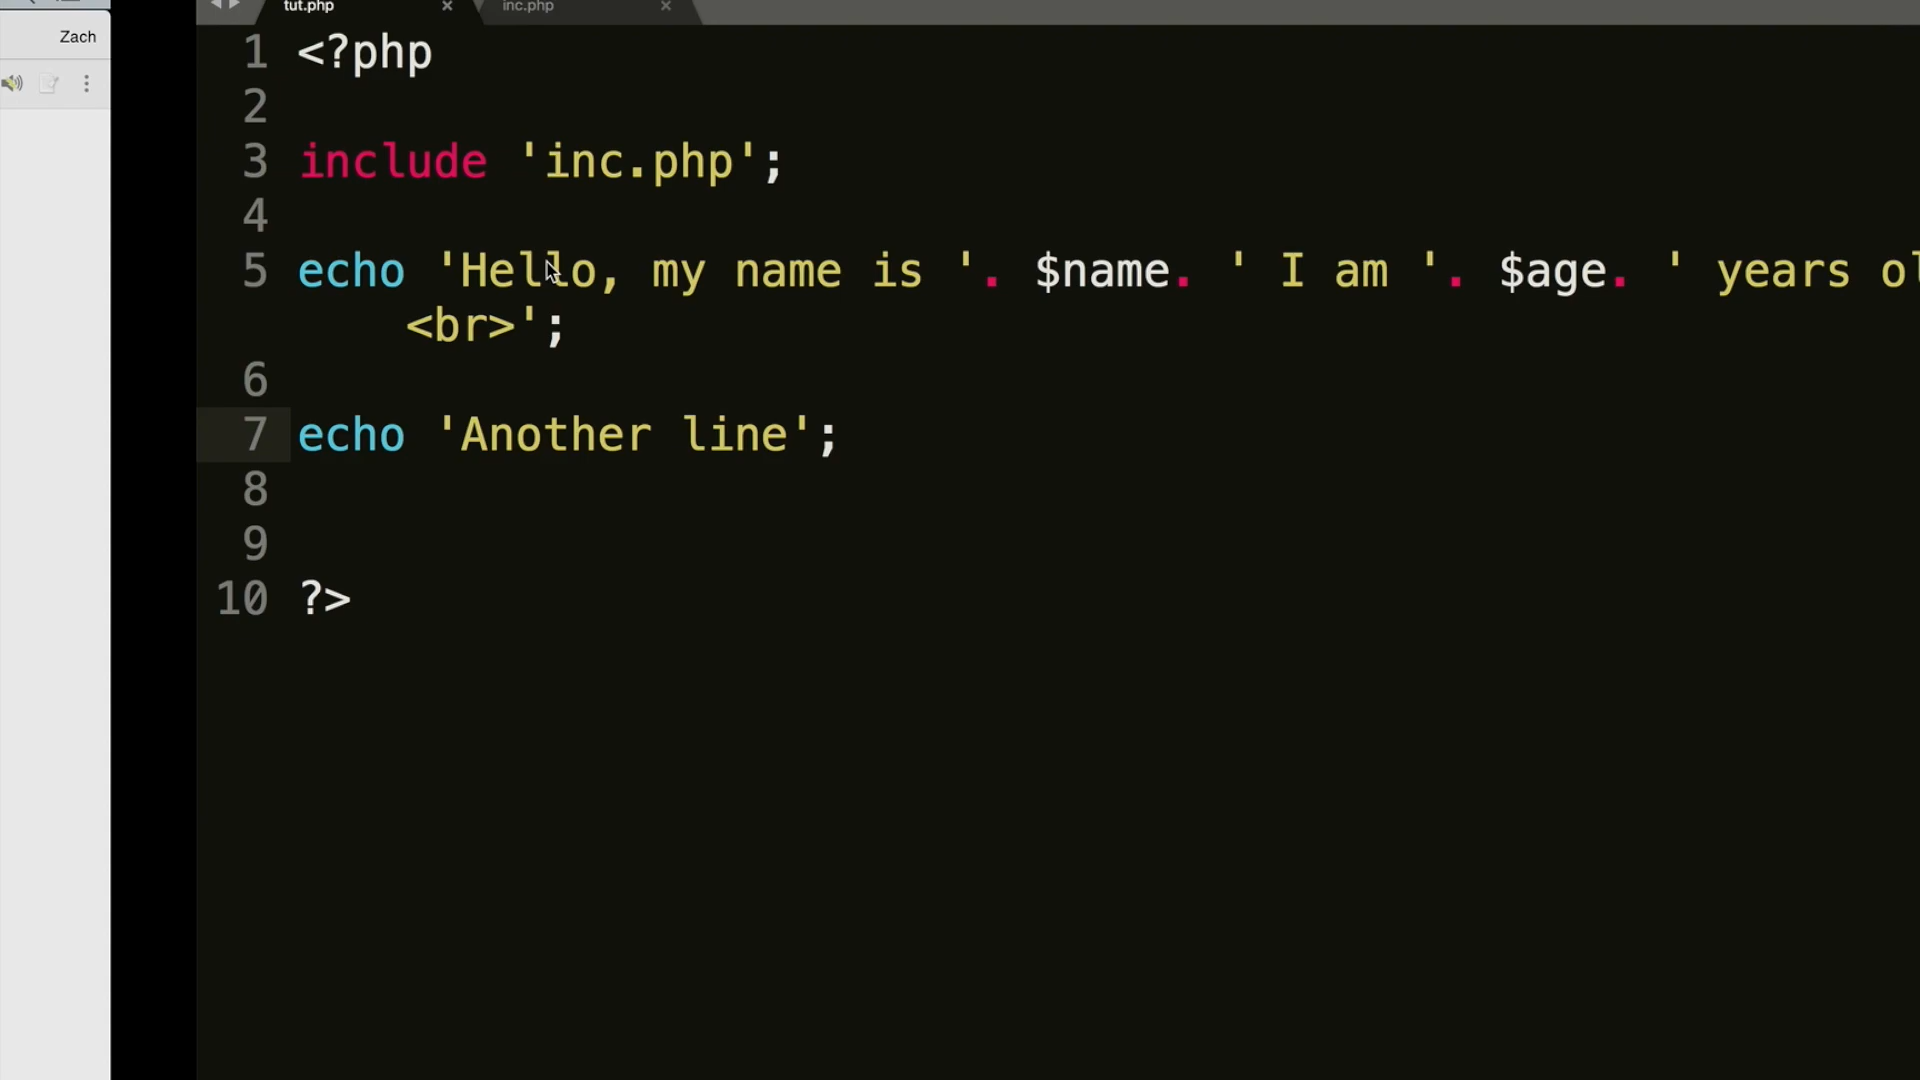 Zach
tut.php
inc.php
1 <?php
2
3 include 'inc.php';
4
5 echo 'Hello, my name is '. $name. ' I am '. $age. ' years
<br>';
6
7 echo 'Another line';
8
9
10 ?>